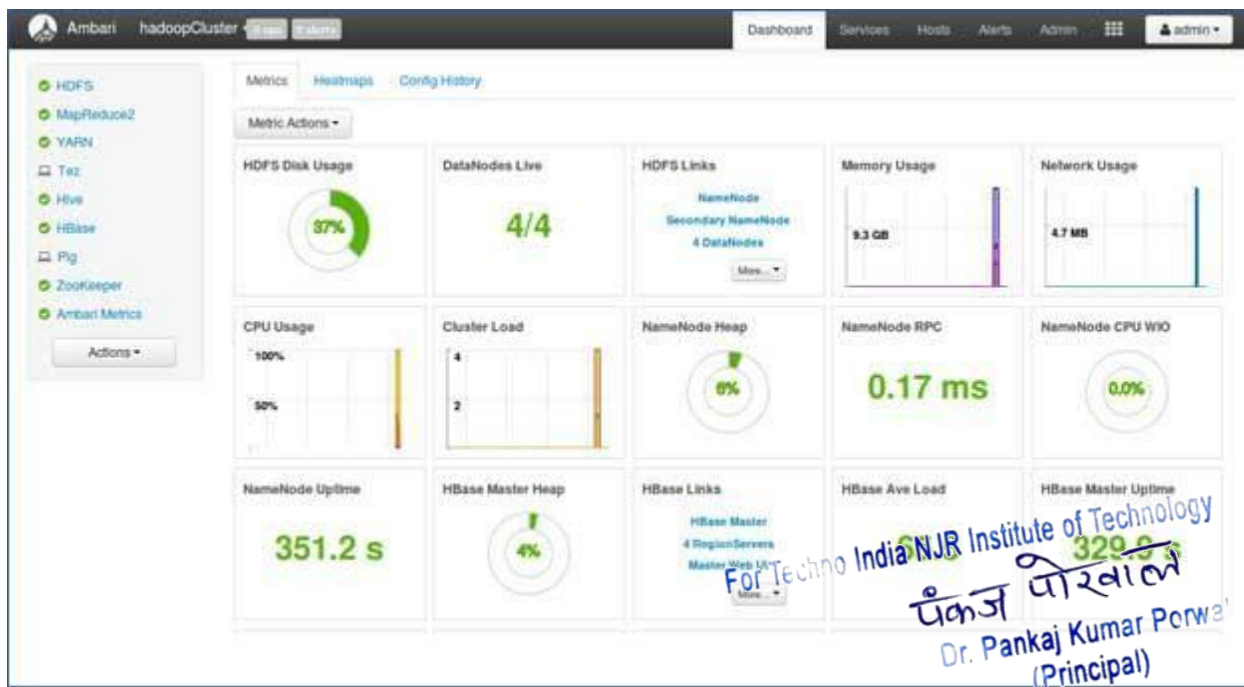 Ambari hadoopCluster
Dashboard Services Hosts Alerts Admin admin
HDFS
MapReduce2
YARN
Tez
Hive
HBase
Pig
ZooKeeper
Ambari Metrics
Actions
Metrics Heatmaps Config History
Metric Actions
HDFS Disk Usage
37%
DataNodes Live
4/4
HDFS Links
NameNode
Secondary NameNode
4 DataNodes
More...
Memory Usage
9.3 GB
Network Usage
4.7 MB
CPU Usage
100%
50%
Cluster Load
4
2
NameNode Heap
6%
NameNode RPC
0.17 ms
NameNode CPU WIO
0.0%
NameNode Uptime
351.2 s
HBase Master Heap
4%
HBase Links
HBase Master
4 RegionServers
Master Web UI
More...
HBase Ave Load
HBase Master Uptime
329.9 s
For Techno India NJR Institute of Technology
पंकज पोरवाल
Dr. Pankaj Kumar Porwal
(Principal)